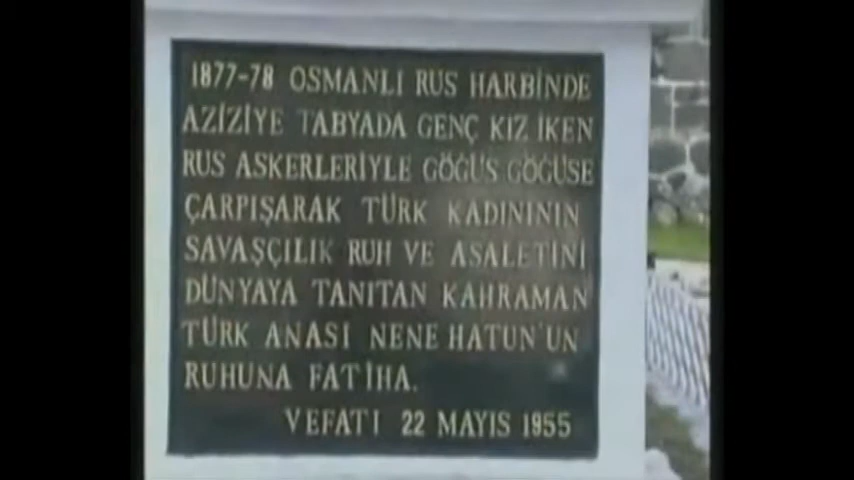 1877-78 OSMANLI RUS HARBİNDE
AZİZİYE TABYADA GENÇ KIZ İKEN
RUS ASKERLERİYLE GÖĞÜS GÖĞÜSE
ÇARPIŞARAK TÜRK KADINININ
SAVAŞÇILIK RUH VE ASALETİNİ
DÜNYAYA TANITAN KAHRAMAN
TÜRK ANASI NENE HATUN'UN
RUHUNA FATİHA.
VEFATI 22 MAYIS 1955